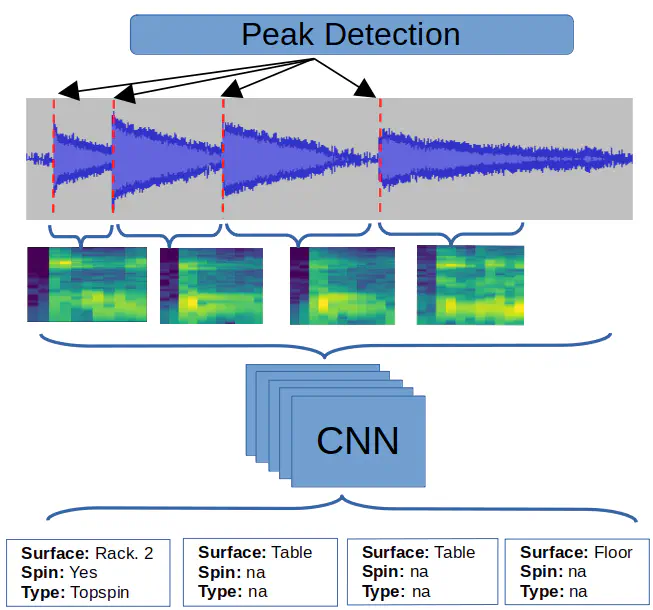 Peak Detection
CNN
Surface: Rack. 2
Spin: Yes
Type: Topspin
Surface: Table
Spin: na
Type: na
Surface: Table
Spin: na
Type: na
Surface: Floor
Spin: na
Type: na